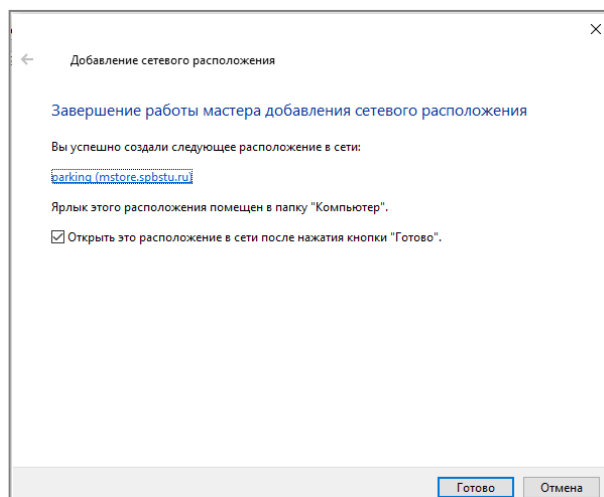 Добавление сетевого расположения
Завершение работы мастера добавления сетевого расположения
Вы успешно создали следующее расположение в сети:
parking (mstore.spbstu.ru)
Ярлык этого расположения помещен в папку "Компьютер".
Открыть это расположение в сети после нажатия кнопки "Готово".
Готово
Отмена